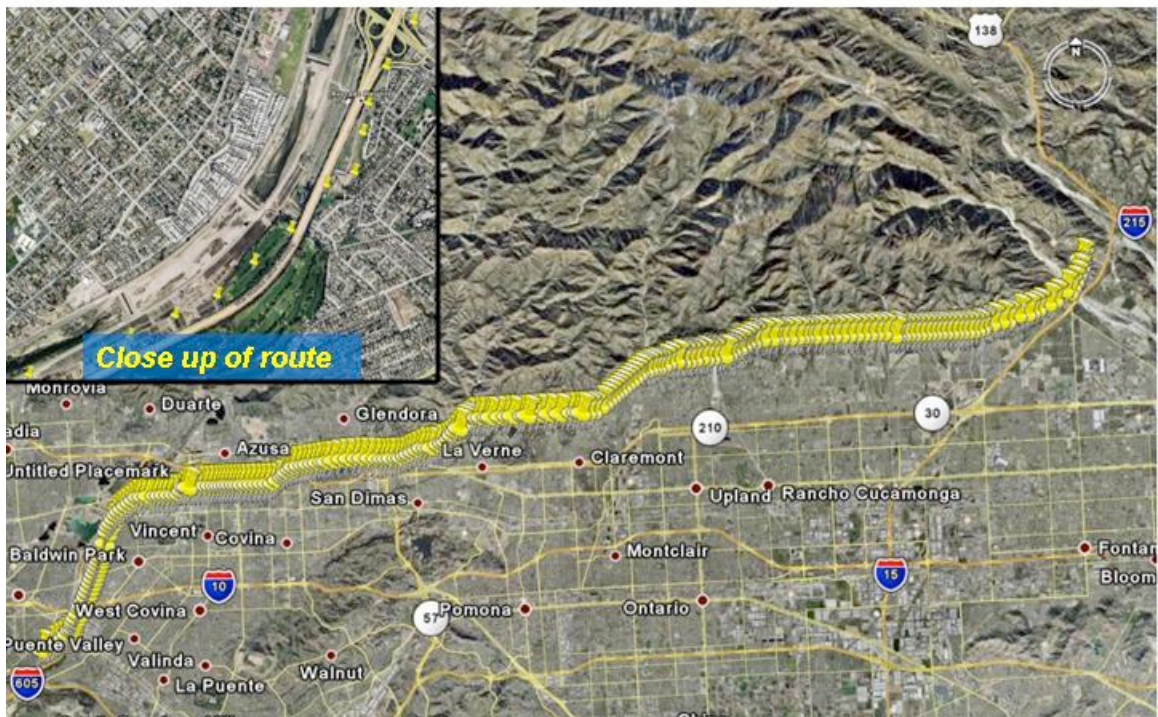 138
N
215
Close up of route
Monrovia
Duarte
Glendora
adia
Azusa
La Verne
210
30
Untitled Placemark
Claremont
San Dimas
Upland
Rancho Cucamonga
Vincent
Covina
Baldwin Park
Montclair
Fontan
Bloom
10
15
West Covina
57
Pomona
Ontario
Puente Valley
Valinda
Walnut
La Puente
605